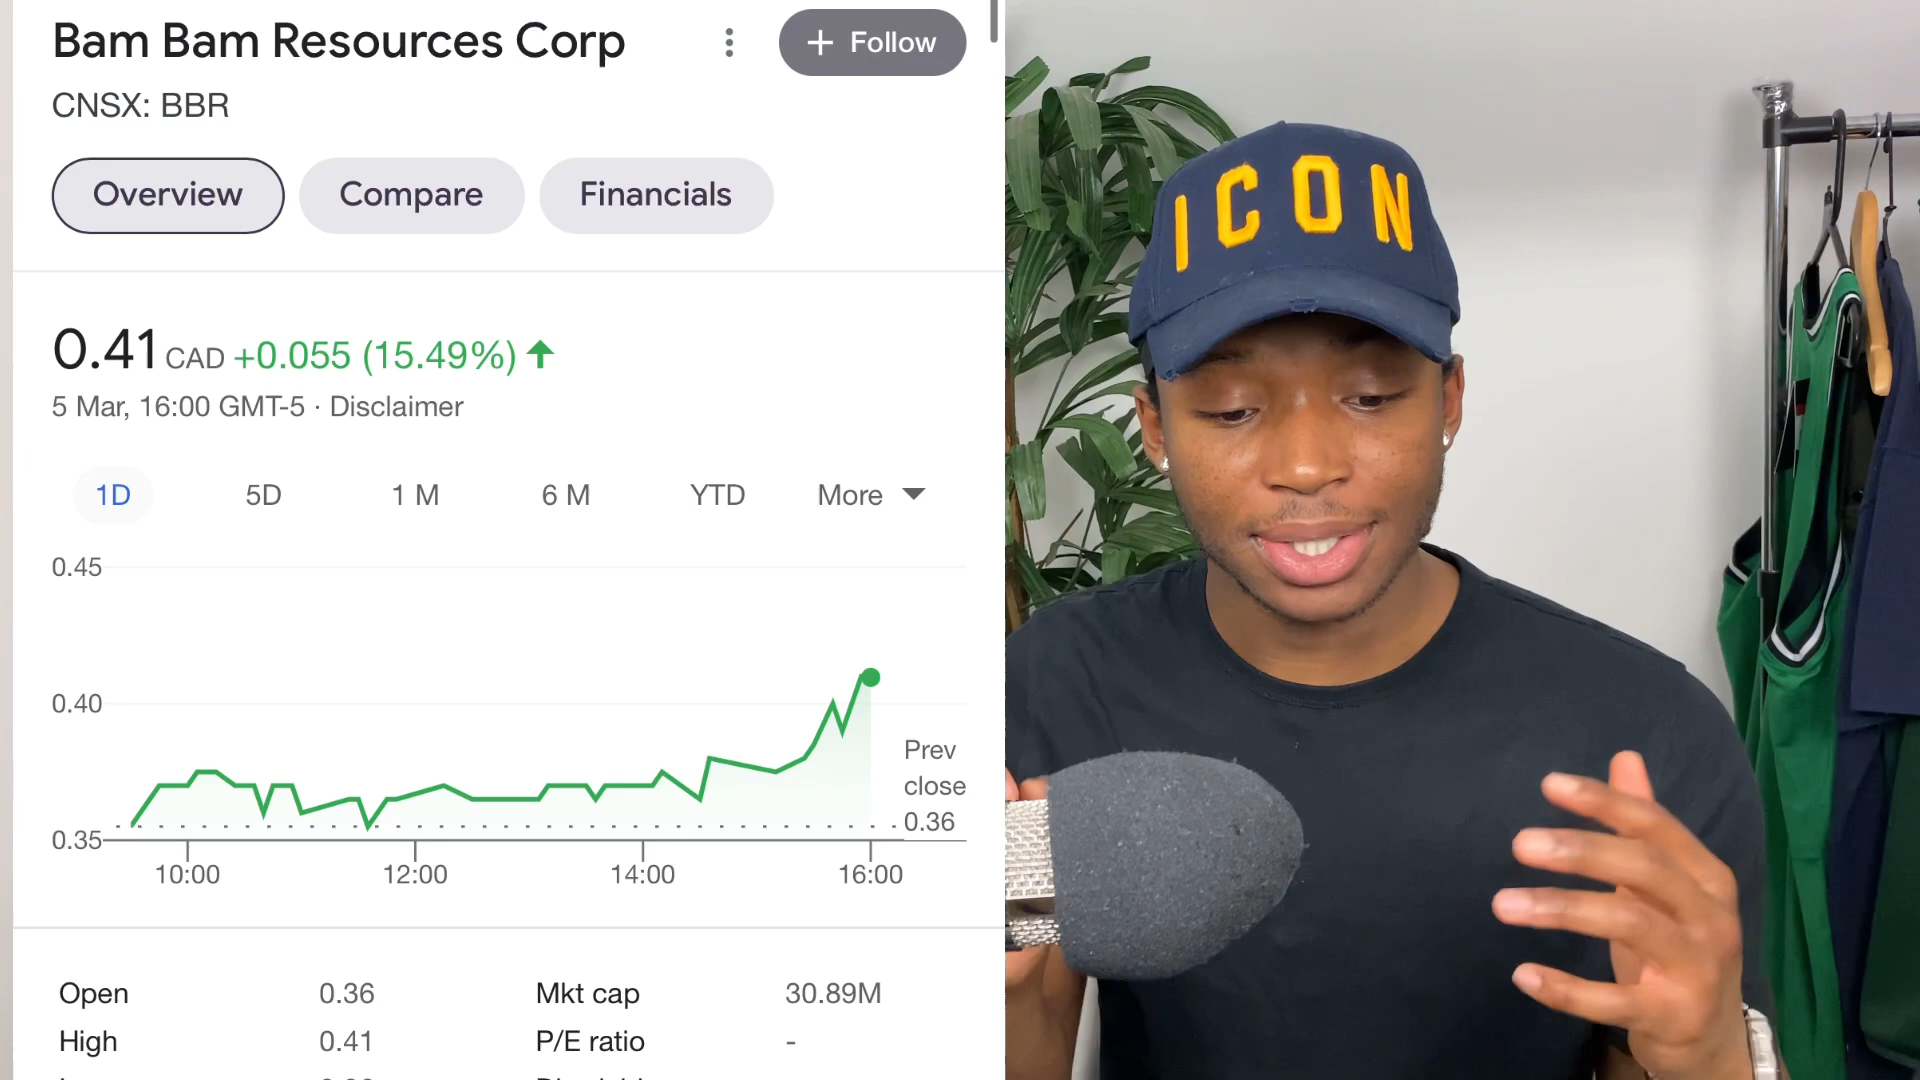 Bam Bam Resources Corp
+ Follow
CNSX: BBR
Overview
Compare
Financials
0.41 CAD +0.055 (15.49%)
5 Mar, 16:00 GMT-5 · Disclaimer
1D 5D 1 M 6 M YTD More
0.45
0.40
0.35
Prev
close
0.36
10:00 12:00 14:00 16:00
Open 0.36 Mkt cap 30.89M
High 0.41 P/E ratio -
ICON